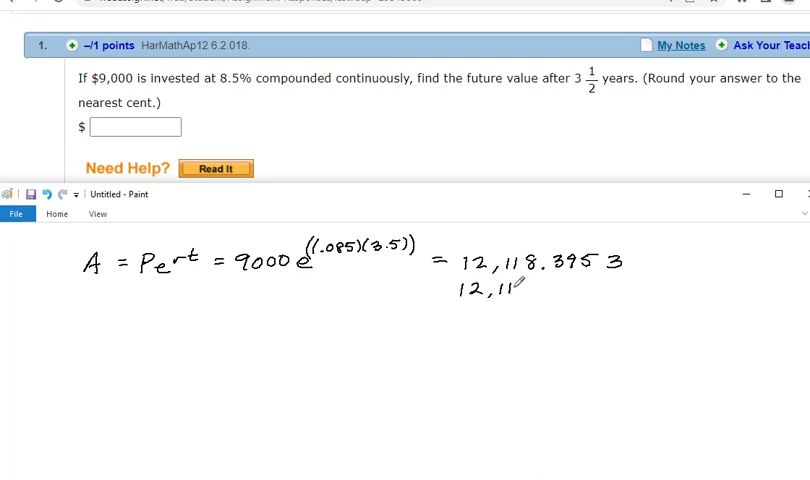 1. –/1 points HarMathAp12 6.2.018. My Notes Ask Your Teac
If $9,000 is invested at 8.5% compounded continuously, find the future value after 3 1/2 years. (Round your answer to the
nearest cent.)
$
Need Help? Read It
Untitled - Paint
File Home View
A = Pe^rt = 9000e^((.085)(3.5)) = 12,118.3953
12,11